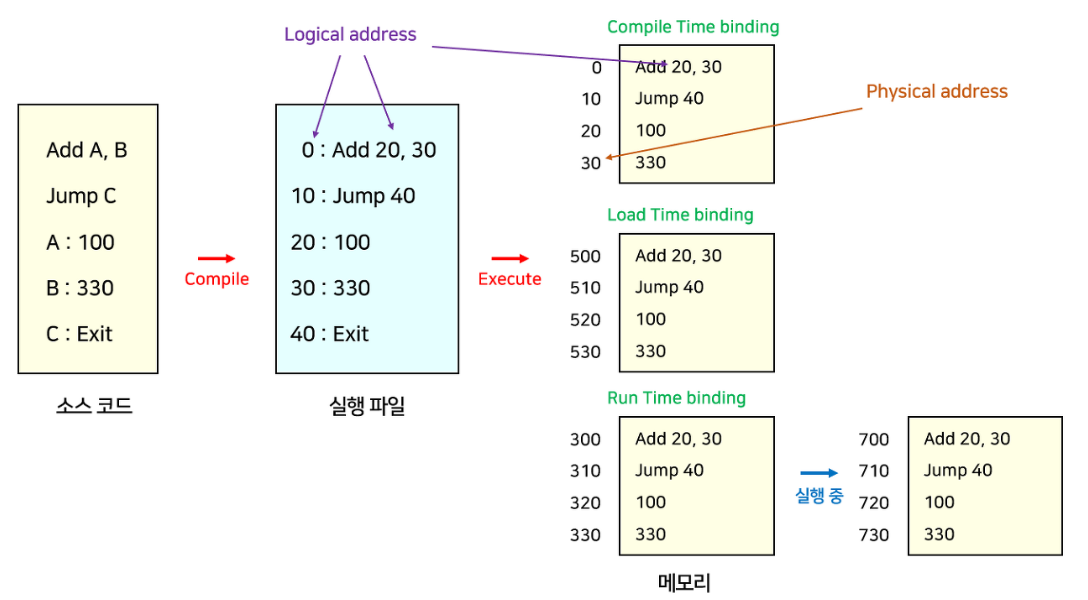 Logical address
Add A, B
Jump C
A : 100
B : 330
C : Exit
소스 코드
Compile
0 : Add 20, 30
10 : Jump 40
20 : 100
30 : 330
40 : Exit
실행 파일
Execute
Compile Time binding
0 Add 20, 30
10 Jump 40
20 100
30 330
Physical address
Load Time binding
500 Add 20, 30
510 Jump 40
520 100
530 330
Run Time binding
300 Add 20, 30
310 Jump 40
320 100
330 330
실행 중
700 Add 20, 30
710 Jump 40
720 100
730 330
메모리